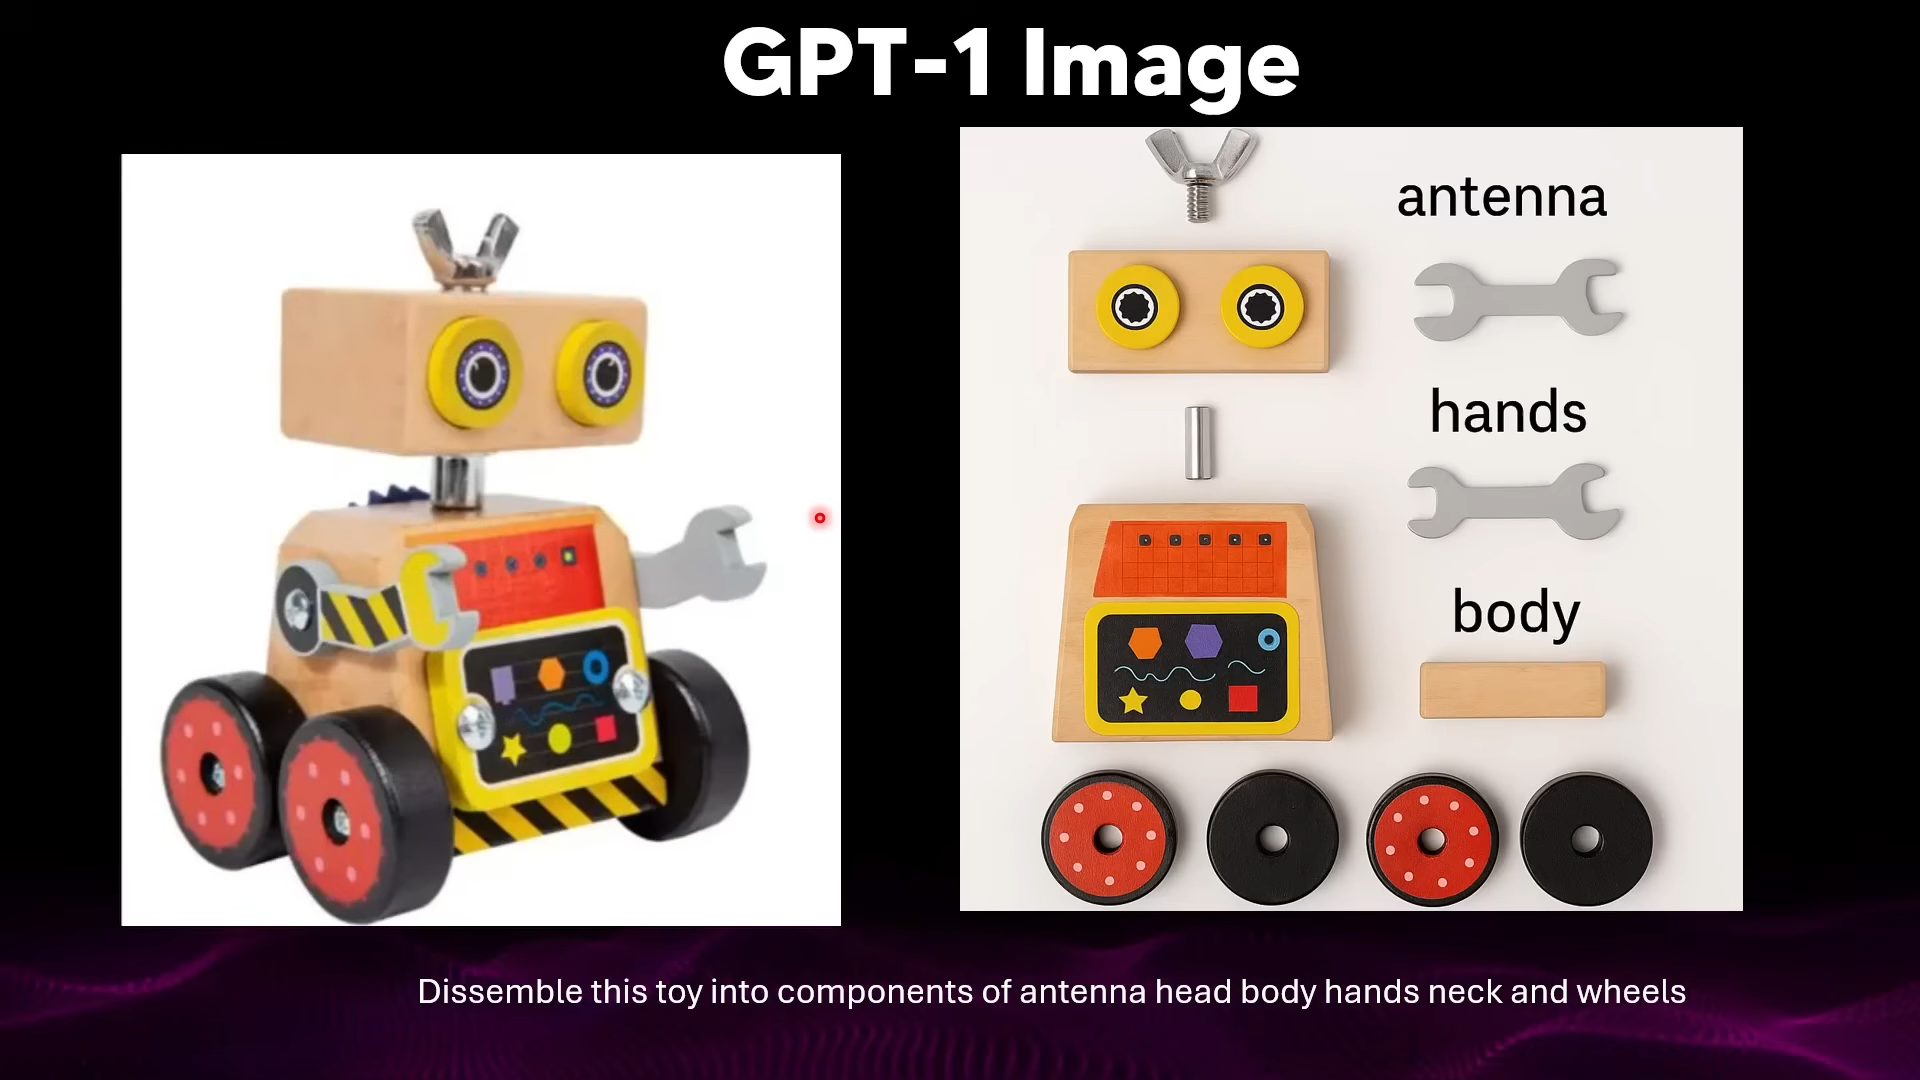 GPT-1 Image
antenna
hands
body
Dissemble this toy into components of antenna head body hands neck and wheels